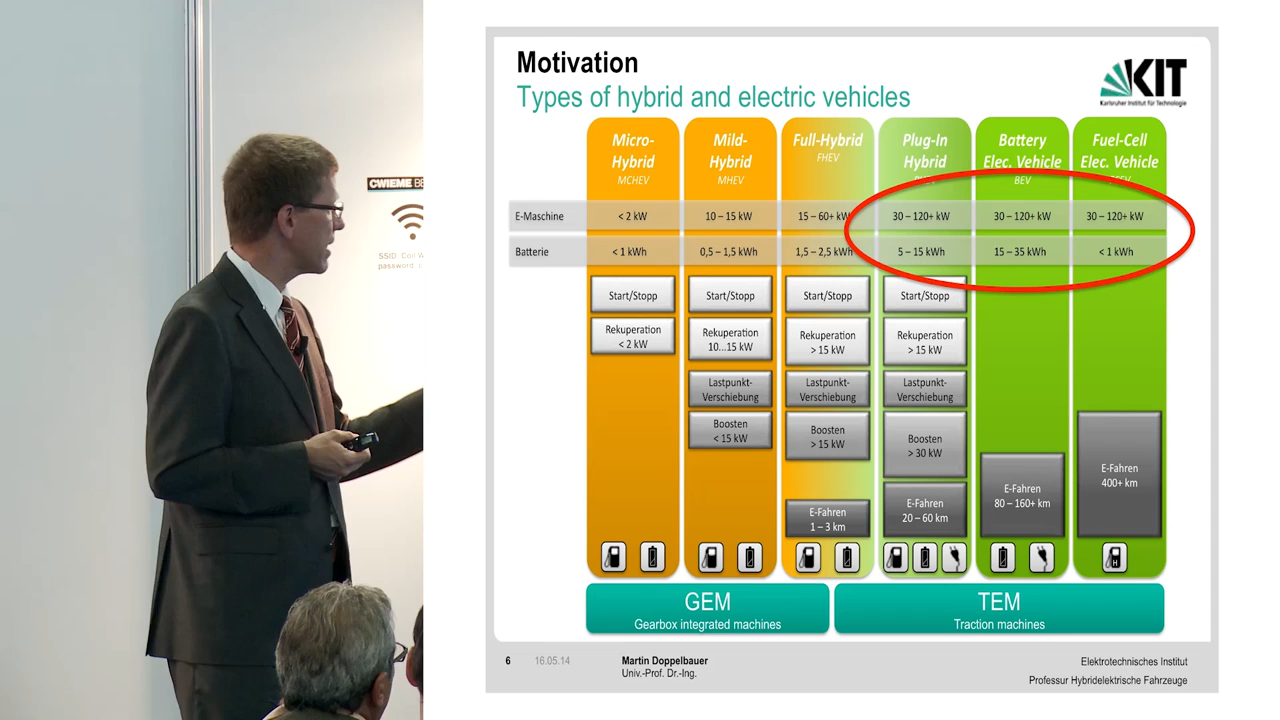 CWIEME BE
SSID: Con W
password: c
Motivation
Types of hybrid and electric vehicles
KIT
Karlsruher Institut für Technologie
Micro-
Hybrid
MCHEV
Mild-
Hybrid
MHEV
Full-Hybrid
FHEV
Plug-In
Hybrid
Battery
Elec. Vehicle
BEV
Fuel-Cell
Elec. Vehicle
E-Maschine
< 2 kW
10 – 15 kW
15 – 60+ kW
30 – 120+ kW
30 – 120+ kW
30 – 120+ kW
Batterie
< 1 kWh
0,5 – 1,5 kWh
1,5 – 2,5 kWh
5 – 15 kWh
15 – 35 kWh
< 1 kWh
Start/Stopp
Rekuperation
< 2 kW
Start/Stopp
Rekuperation
10...15 kW
Lastpunkt-
Verschiebung
Boosten
< 15 kW
Start/Stopp
Rekuperation
> 15 kW
Lastpunkt-
Verschiebung
Boosten
> 15 kW
E-Fahren
1 – 3 km
Start/Stopp
Rekuperation
> 15 kW
Lastpunkt-
Verschiebung
Boosten
> 30 kW
E-Fahren
20 – 60 km
E-Fahren
80 – 160+ km
E-Fahren
400+ km
H
GEM
Gearbox integrated machines
TEM
Traction machines
6
16.05.14
Martin Doppelbauer
Univ.-Prof. Dr.-Ing.
Elektrotechnisches Institut
Professur Hybridelektrische Fahrzeuge